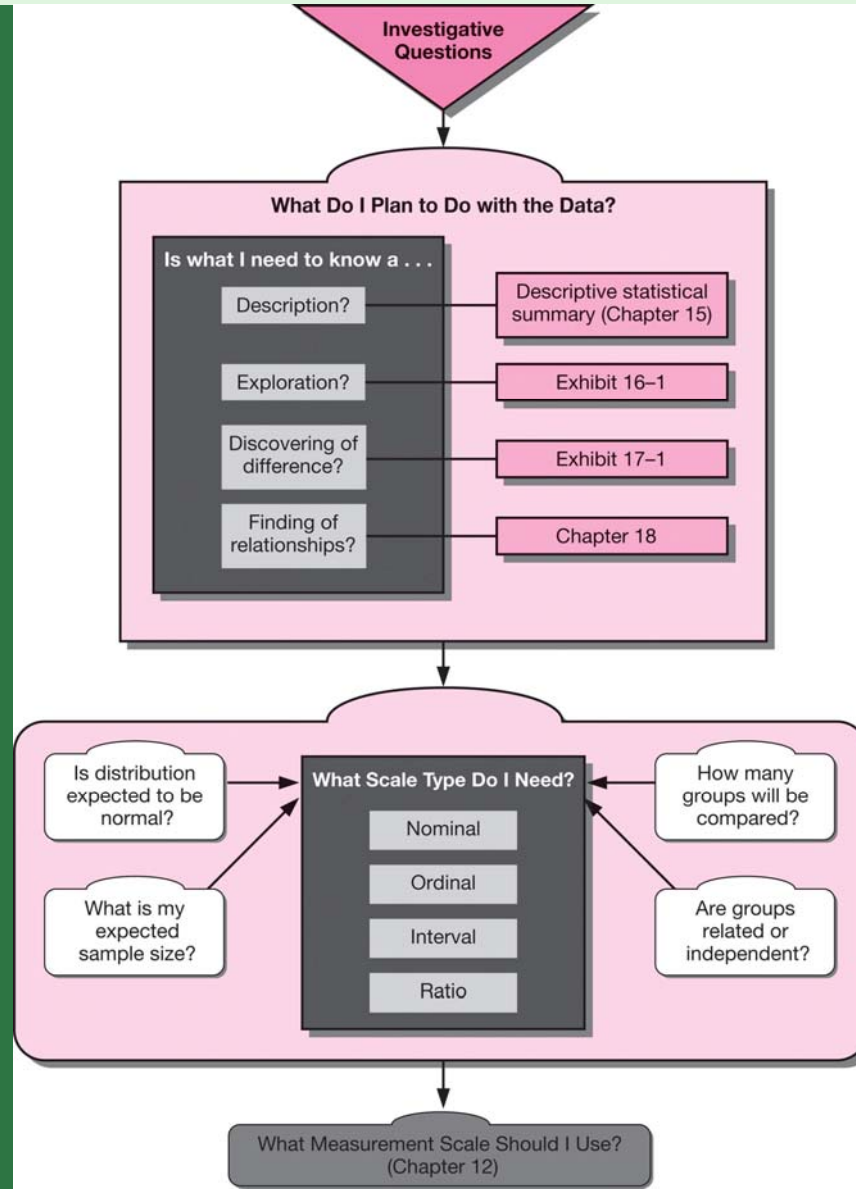 Investigative
Questions
What Do I Plan to Do with the Data?
Is what I need to know a . . .
Description?
Descriptive statistical
summary (Chapter 15)
Exploration?
Exhibit 16–1
Discovering of
difference?
Exhibit 17–1
Finding of
relationships?
Chapter 18
Is distribution
expected to be
normal?
What is my
expected
sample size?
What Scale Type Do I Need?
Nominal
Ordinal
Interval
Ratio
How many
groups will be
compared?
Are groups
related or
independent?
What Measurement Scale Should I Use?
(Chapter 12)